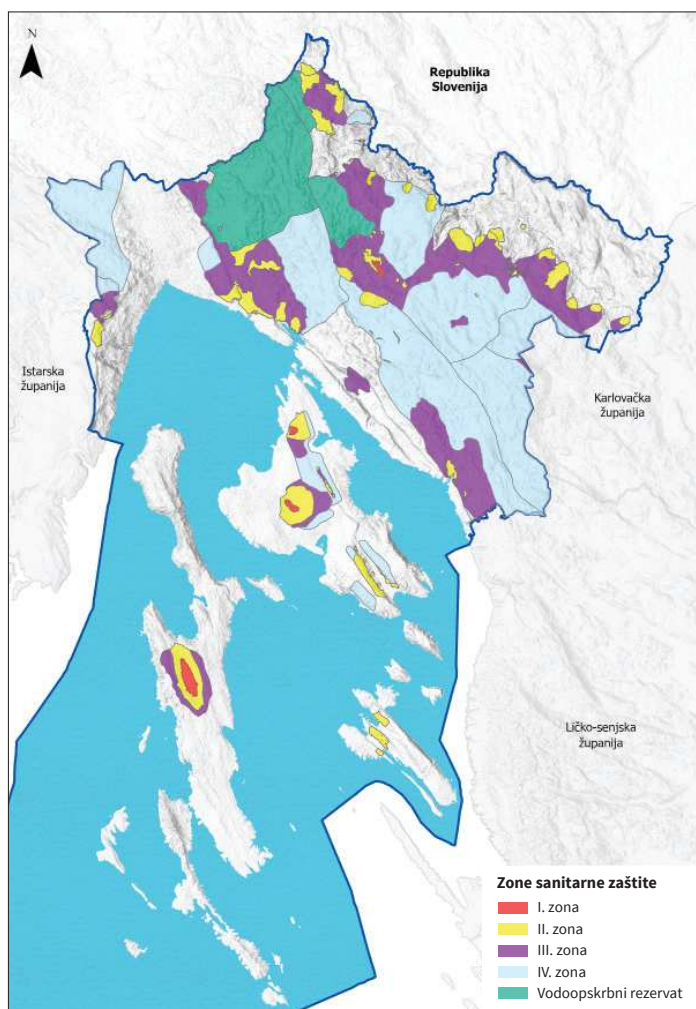 N
Republika
Slovenija
Istarska
županija
Karlovačka
županija
Ličko-senjska
županija
Zone sanitarne zaštite
I. zona
II. zona
III. zona
IV. zona
Vodoopskrbni rezervat